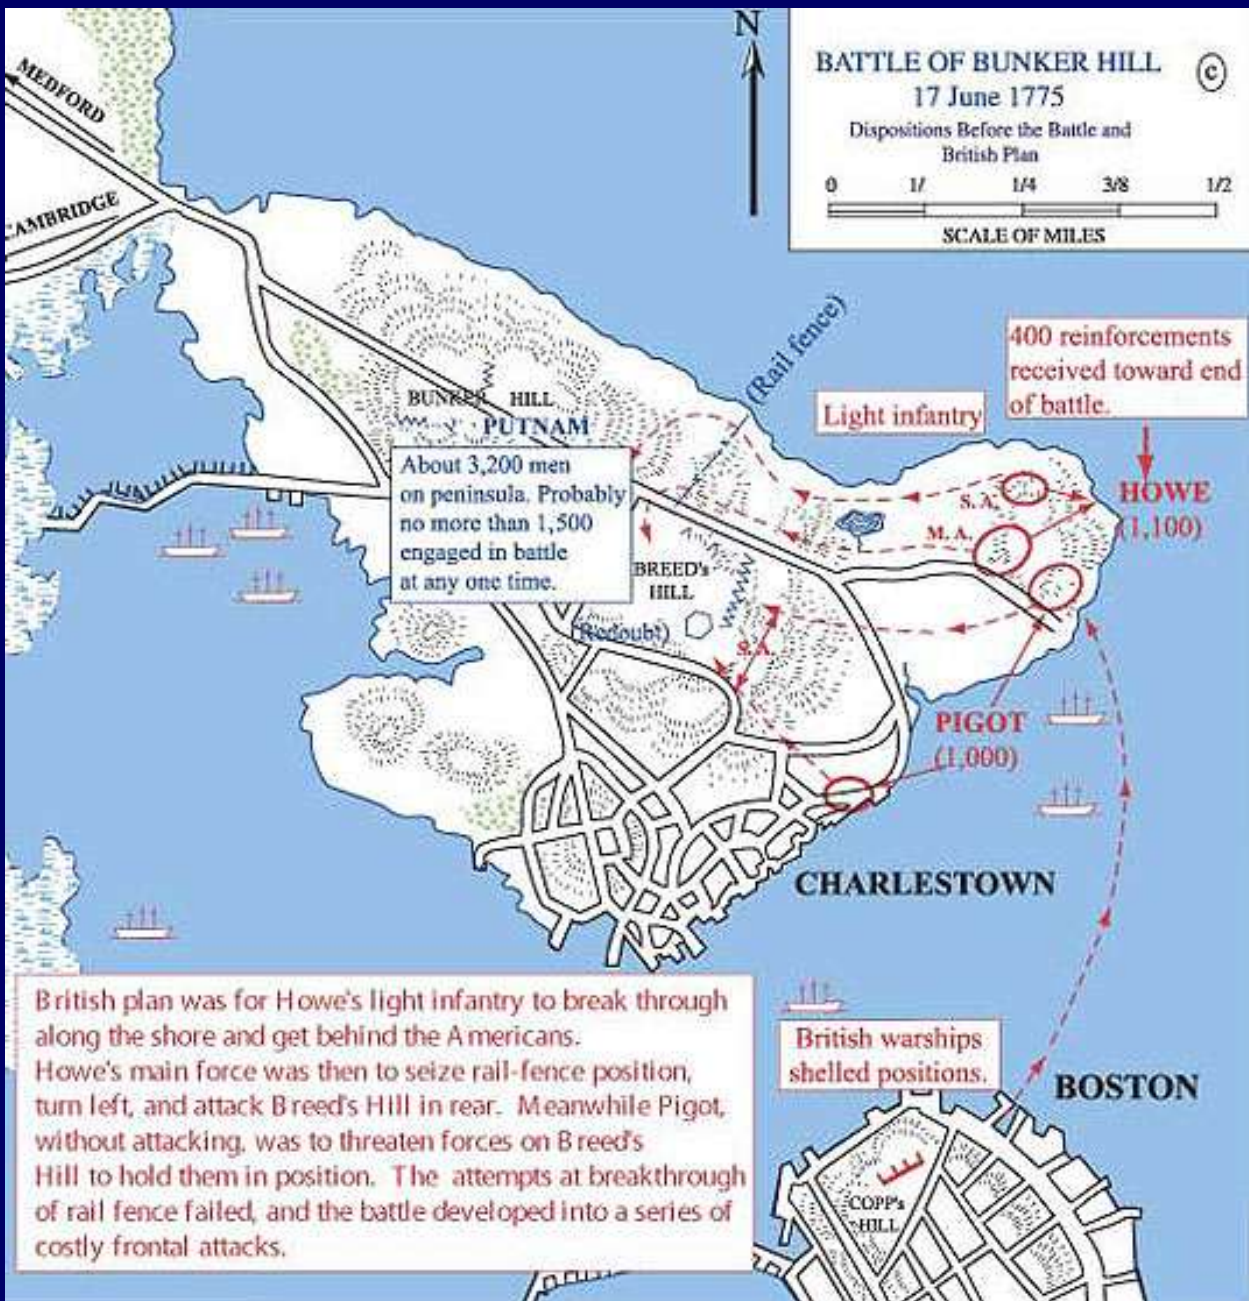 N
BATTLE OF BUNKER HILL
C
17 June 1775
Dispositions Before the Battle and
British Plan
0 1/ 1/4 3/8 1/2
SCALE OF MILES
MEDFORD
CAMBRIDGE
(Rail fence)
400 reinforcements
received toward end
of battle.
Light infantry
BUNKER HILL
PUTNAM
About 3,200 men
on peninsula. Probably
no more than 1,500
engaged in battle
at any one time.
HOWE
(1,100)
S. A.
M. A.
BREED's
HILL
(Redoubt)
S. A.
PIGOT
(1,000)
CHARLESTOWN
British plan was for Howe's light infantry to break through
along the shore and get behind the Americans.
Howe's main force was then to seize rail-fence position,
turn left, and attack Breed's Hill in rear. Meanwhile Pigot,
without attacking, was to threaten forces on Breed's
Hill to hold them in position. The attempts at breakthrough
of rail fence failed, and the battle developed into a series of
costly frontal attacks.
British warships
shelled positions.
BOSTON
COPP's
HILL